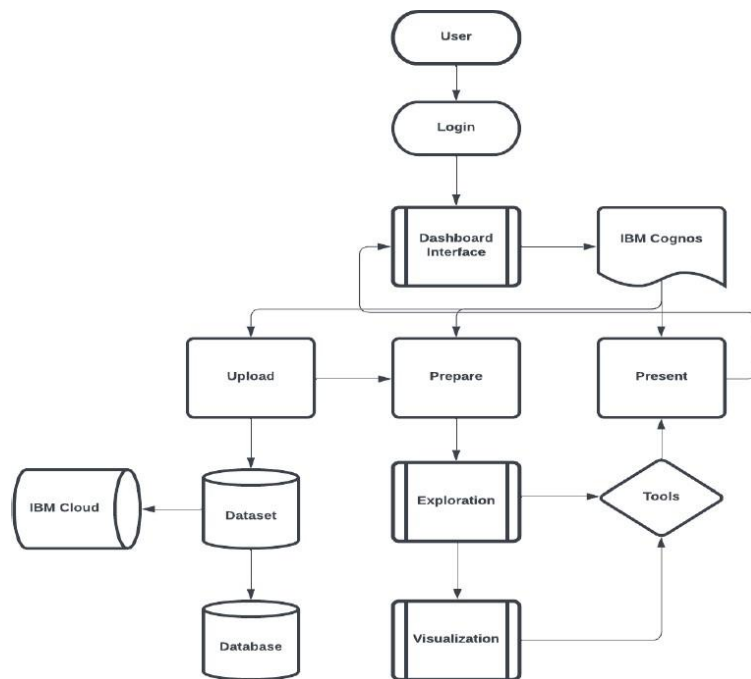 User
Login
Dashboard
Interface
IBM Cognos
Upload
Prepare
Present
IBM Cloud
Dataset
Exploration
Tools
Database
Visualization